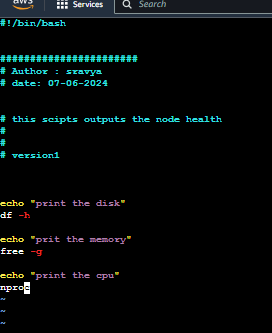 aws
Services
Search
#!/bin/bash
######################
# Author : sravya
# date: 07-06-2024
# this scipts outputs the node health
#
#
# version1
echo "print the disk"
df -h
echo "prit the memory"
free -g
echo "print the cpu"
nproc
~
~
~